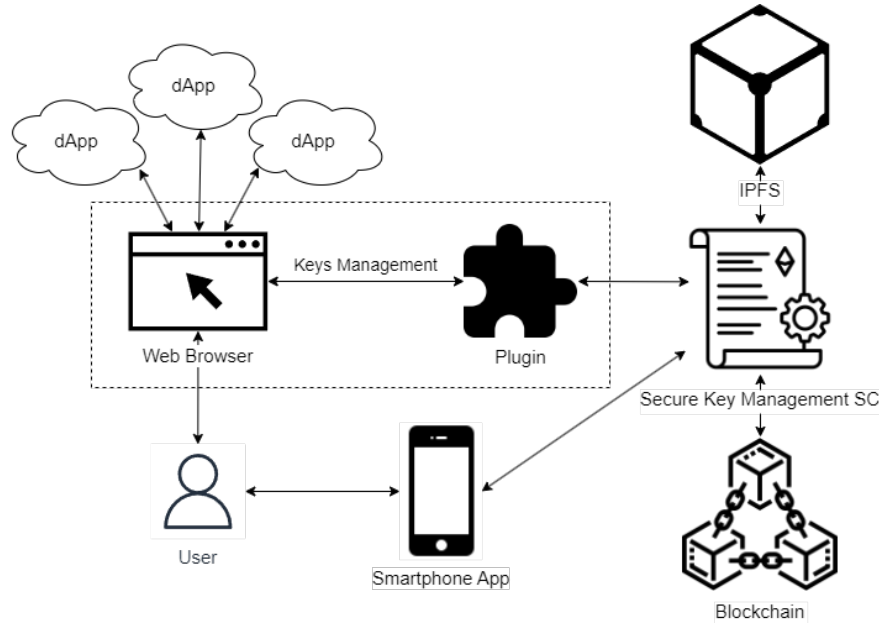 dApp
dApp
dApp
IPFS
Keys Management
Web Browser
Plugin
Secure Key Management SC
User
Smartphone App
Blockchain